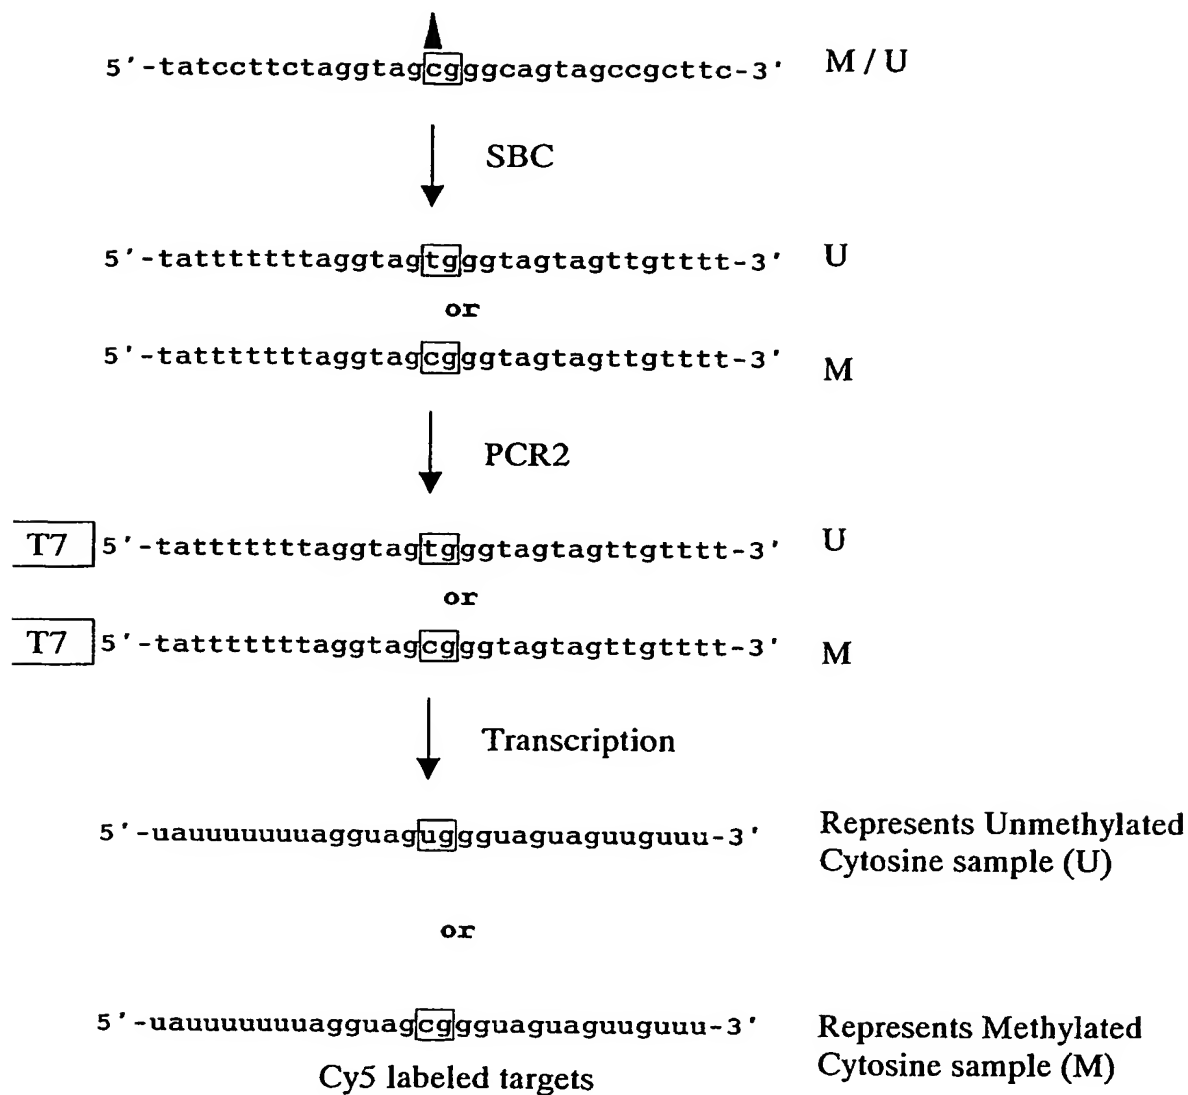 5'-tatccttctaggtagcgggcagtagccgcttc-3' M / U
SBC
5'-tatttttttaggtagtgggtagtagttgtttt-3' U
or
5'-tatttttttaggtagcgggtagtagttgtttt-3' M
PCR2
T7 5'-tatttttttaggtagtgggtagtagttgtttt-3' U
or
T7 5'-tatttttttaggtagcgggtagtagttgtttt-3' M
Transcription
5'-uauuuuuuuagguaguggguaguaguuguuu-3' Represents Unmethylated
Cytosine sample (U)
or
5'-uauuuuuuuagguagcggguaguaguuguuu-3' Represents Methylated
Cytosine sample (M)
Cy5 labeled targets